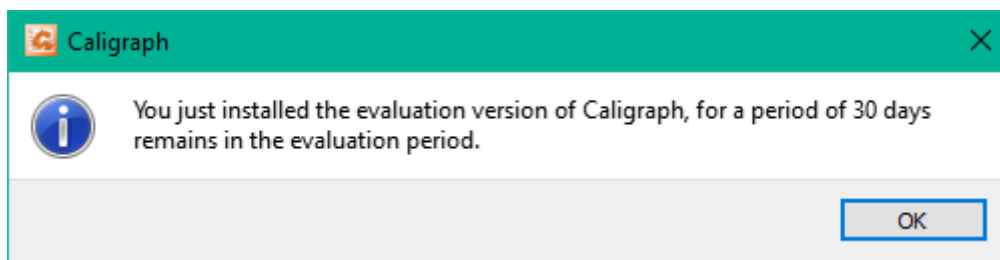 Caligraph
You just installed the evaluation version of Caligraph, for a period of 30 days
remains in the evaluation period.
OK